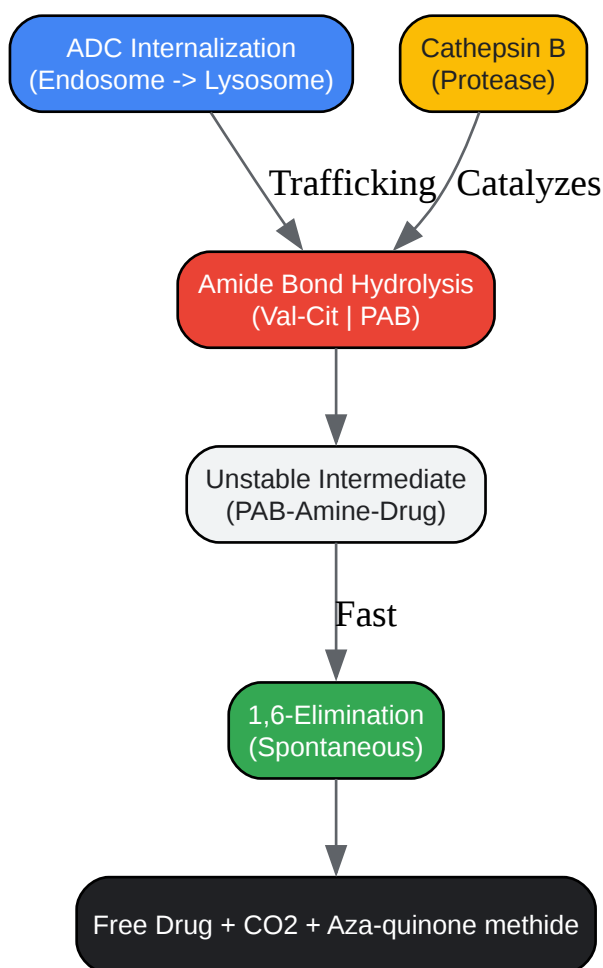 ADC Internalization
(Endosome -> Lysosome)
Cathepsin B
(Protease)
Trafficking
Catalyzes
Amide Bond Hydrolysis
(Val-Cit | PAB)
Unstable Intermediate
(PAB-Amine-Drug)
Fast
1,6-Elimination
(Spontaneous)
Free Drug + CO2 + Aza-quinone methide